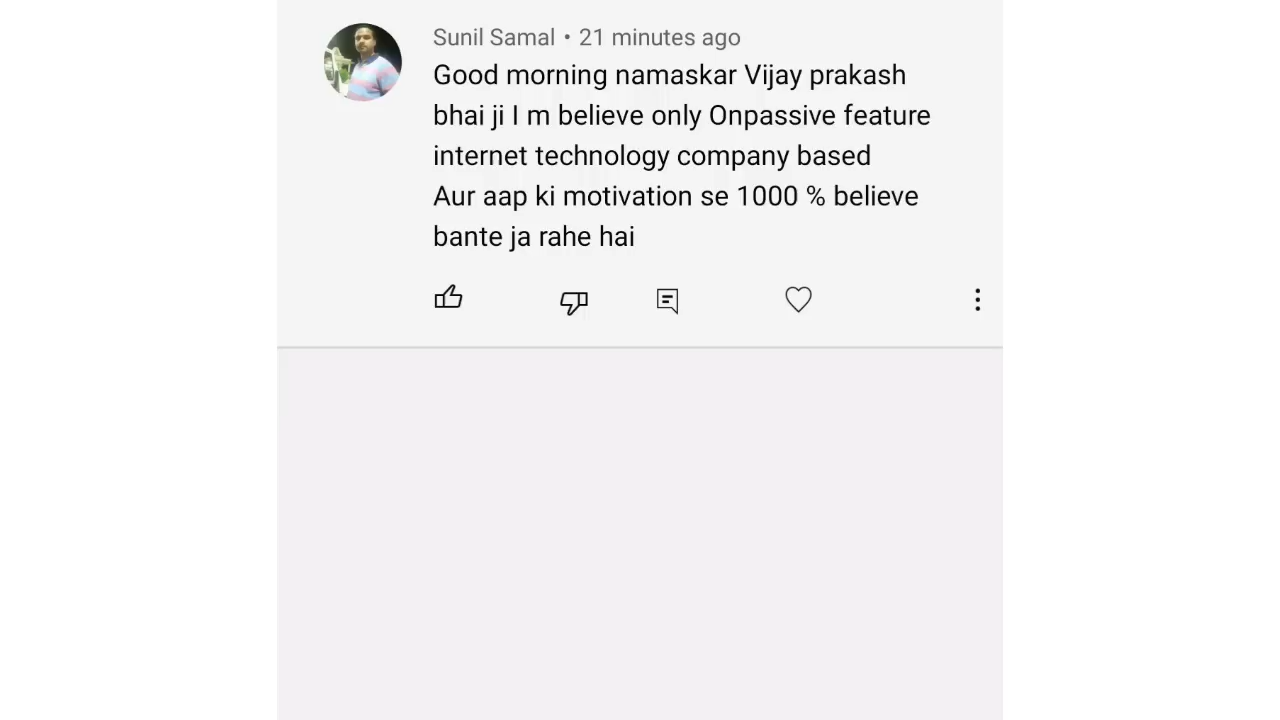 Sunil Samal • 21 minutes ago
Good morning namaskar Vijay prakash
bhai ji I m believe only Onpassive feature
internet technology company based
Aur aap ki motivation se 1000 % believe
bante ja rahe hai